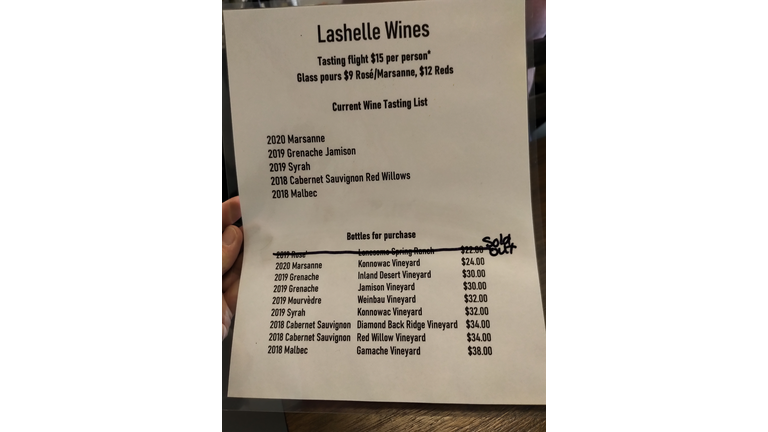 Lashelle Wines
Tasting flight $15 per person*
Glass pours $9 Rosé/Marsanne, $12 Reds
Current Wine Tasting List
2020 Marsanne
2019 Grenache Jamison
2019 Syrah
2018 Cabernet Sauvignon Red Willows
2018 Malbec
Bottles for purchase
2019 Rosé Lonesome Spring Ranch $22.00 Sold Out
2020 Marsanne Konnowac Vineyard $24.00
2019 Grenache Inland Desert Vineyard $30.00
2019 Grenache Jamison Vineyard $30.00
2019 Mourvèdre Weinbau Vineyard $32.00
2019 Syrah Konnowac Vineyard $32.00
2018 Cabernet Sauvignon Diamond Back Ridge Vineyard $34.00
2018 Cabernet Sauvignon Red Willow Vineyard $34.00
2018 Malbec Gamache Vineyard $38.00